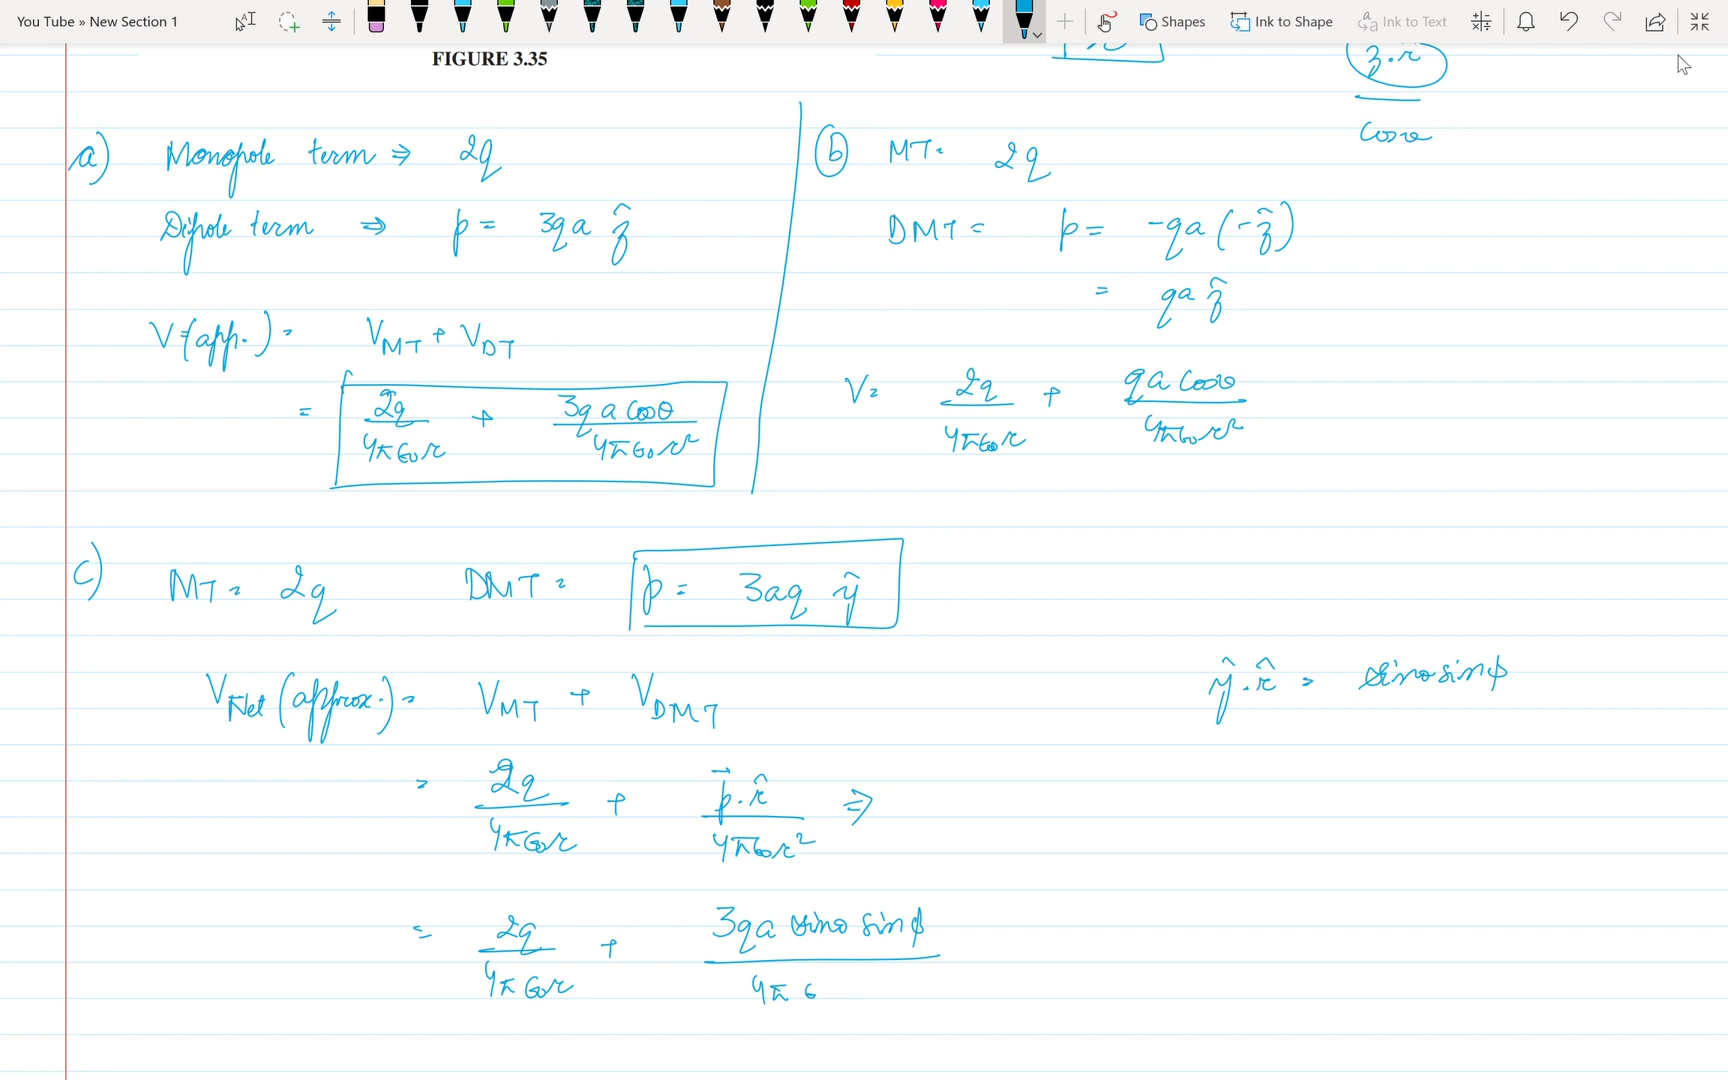 You Tube » New Section 1
Shapes
Ink to Shape
Ink to Text
FIGURE 3.35
ẑ·r̂
cosθ
a) Monopole term ⇒ 2q
Dipole term ⇒ p = 3qa ẑ
V(app.) = V_MT + V_DT
= 2q/4πε₀r + 3qa cosθ/4πε₀r²
b) MT = 2q
DMT = p = -qa(-ẑ)
= qa ẑ
V = 2q/4πε₀r + qa cosθ/4πε₀r²
c) MT = 2q DMT = p = 3aq ŷ
V_Net (approx.) = V_MT + V_DMT
ŷ·r̂ = sinθ sinφ
= 2q/4πε₀r + p⃗·r̂/4πε₀r² ⇒
= 2q/4πε₀r + 3qa sinθ sinφ/4πε